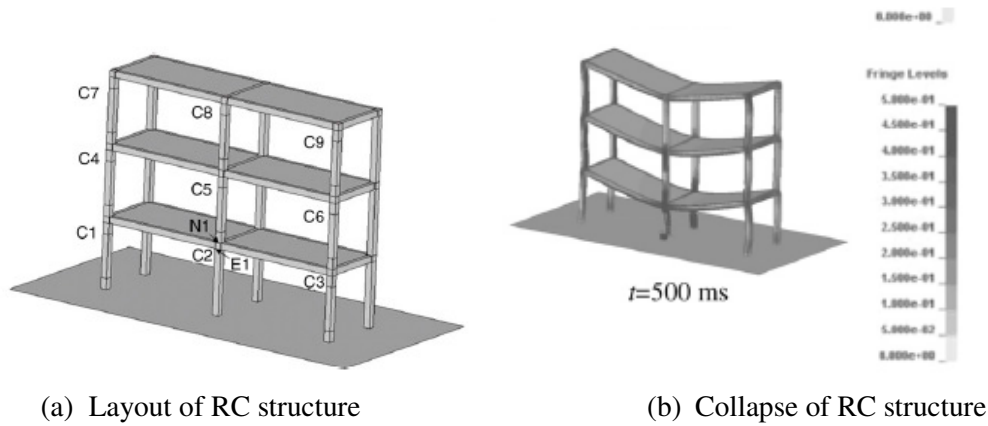 0.000e+00
Fringe Levels
5.000e-01
4.500e-01
4.000e-01
3.500e-01
3.000e-01
2.500e-01
2.000e-01
1.500e-01
1.000e-01
5.000e-02
0.000e+00
C7
C8
C9
C4
C5
C6
N1
C1
C2
E1
C3
t=500 ms
(a) Layout of RC structure
(b) Collapse of RC structure